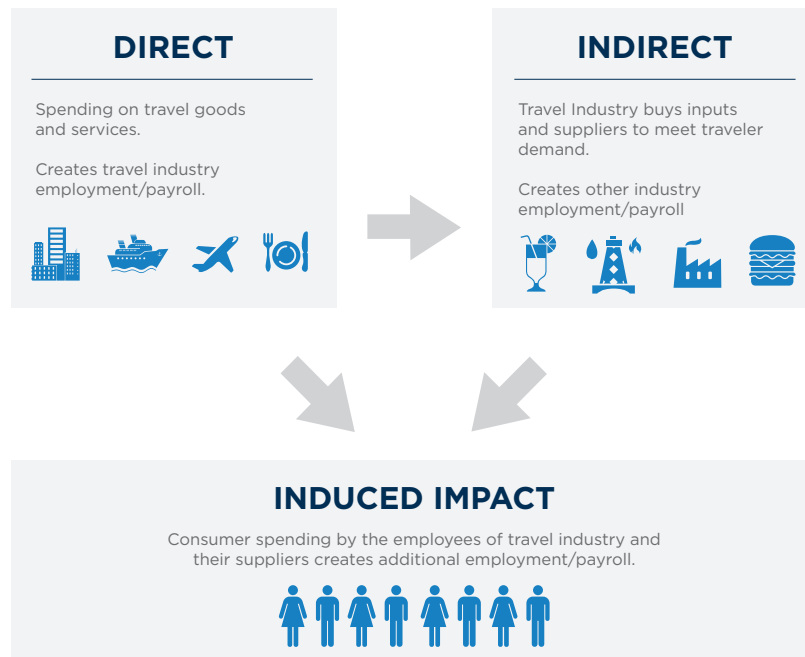 DIRECT
Spending on travel goods
and services.
Creates travel industry
employment/payroll.
INDIRECT
Travel Industry buys inputs
and suppliers to meet traveler
demand.
Creates other industry
employment/payroll
INDUCED IMPACT
Consumer spending by the employees of travel industry and
their suppliers creates additional employment/payroll.